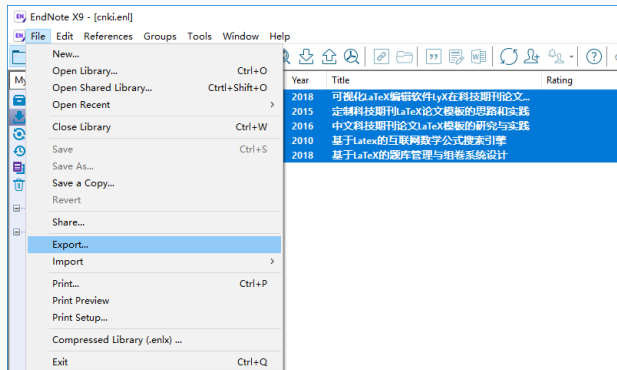 EndNote X9 - [cnki.enl]
File Edit References Groups Tools Window Help
New...
Open Library... Ctrl+O
Open Shared Library... Ctrtl+Shift+O
Open Recent
Close Library Ctrl+W
Save Ctrl+S
Save As...
Save a Copy...
Revert
Share...
Export...
Import
Print... Ctrl+P
Print Preview
Print Setup...
Compressed Library (.enlx) ...
Exit Ctrl+Q
My
Year Title Rating
2018 可视化LaTeX编辑软件LyX在科技期刊论文...
2015 定制科技期刊LaTeX论文模板的思路和实践
2016 中文科技期刊论文LaTeX模板的研究与实践
2010 基于Latex的互联网数学公式搜索引擎
2018 基于LaTeX的题库管理与组卷系统设计